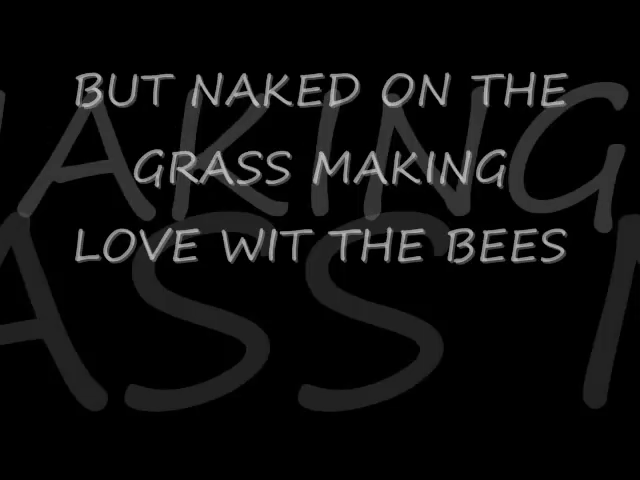 BUT NAKED ON THE
GRASS MAKING
LOVE WIT THE BEES